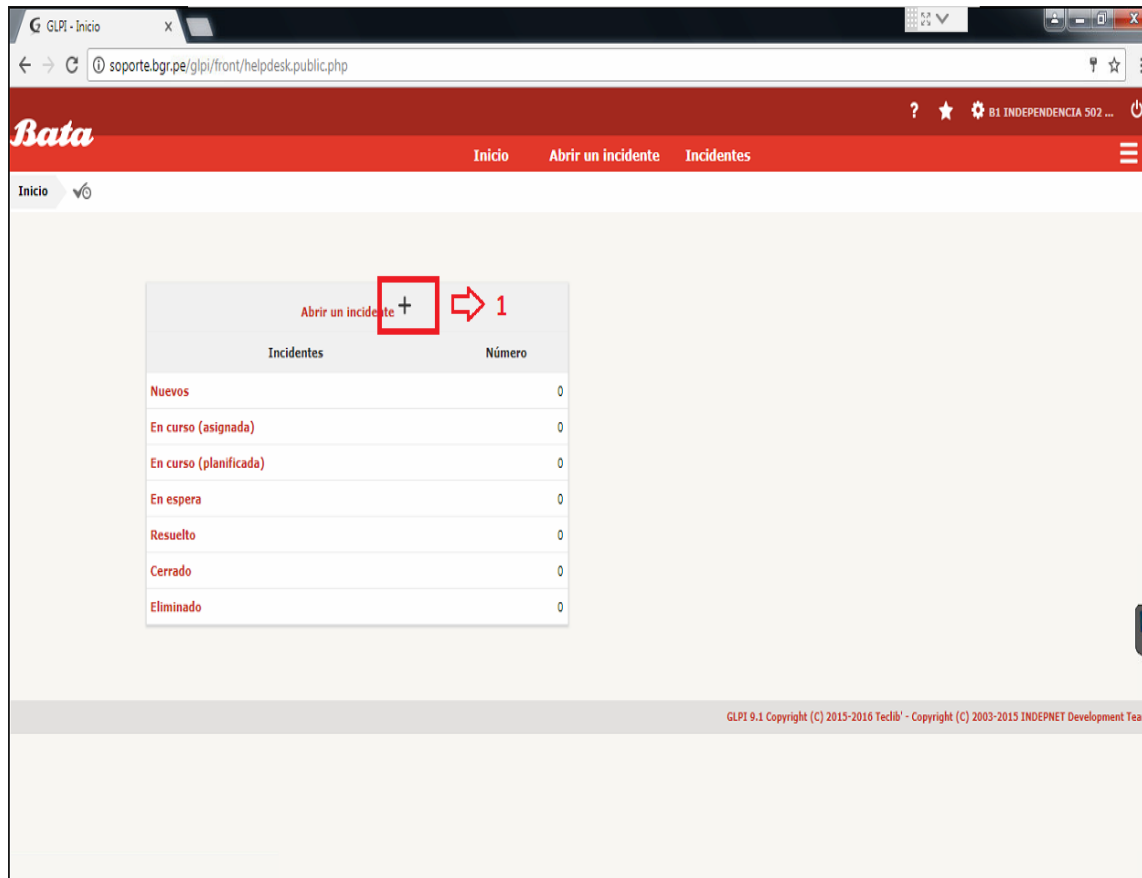 GLPI - Inicio
soporte.bgr.pe/glpi/front/helpdesk.public.php
Bata
? B1 INDEPENDENCIA 502 ...
Inicio Abrir un incidente Incidentes
Inicio
Abrir un incidente + 1
Incidentes Número
Nuevos 0
En curso (asignada) 0
En curso (planificada) 0
En espera 0
Resuelto 0
Cerrado 0
Eliminado 0
GLPI 9.1 Copyright (C) 2015-2016 Teclib' - Copyright (C) 2003-2015 INDEPNET Development Tea